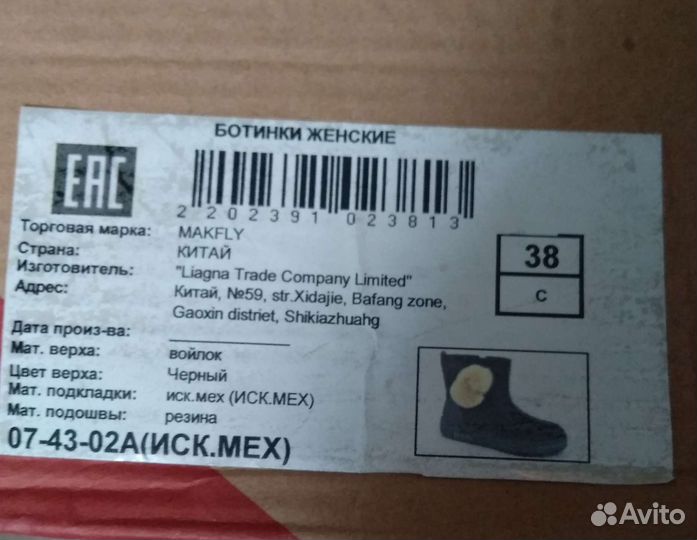 БОТИНКИ ЖЕНСКИЕ
EAC
2 202391 023813
Торговая марка: MAKFLY
Страна: КИТАЙ
Изготовитель: "Liagna Trade Company Limited"
Адрес: Китай, №59, str.Xidajie, Bafang zone,
Gaoxin distriet, Shikiazhuahg
Дата произ-ва:
Мат. верха: войлок
Цвет верха: Черный
Мат. подкладки: иск.мех (ИСК.МЕХ)
Мат. подошвы: резина
07-43-02А(ИСК.МЕХ)
38
С
Avito